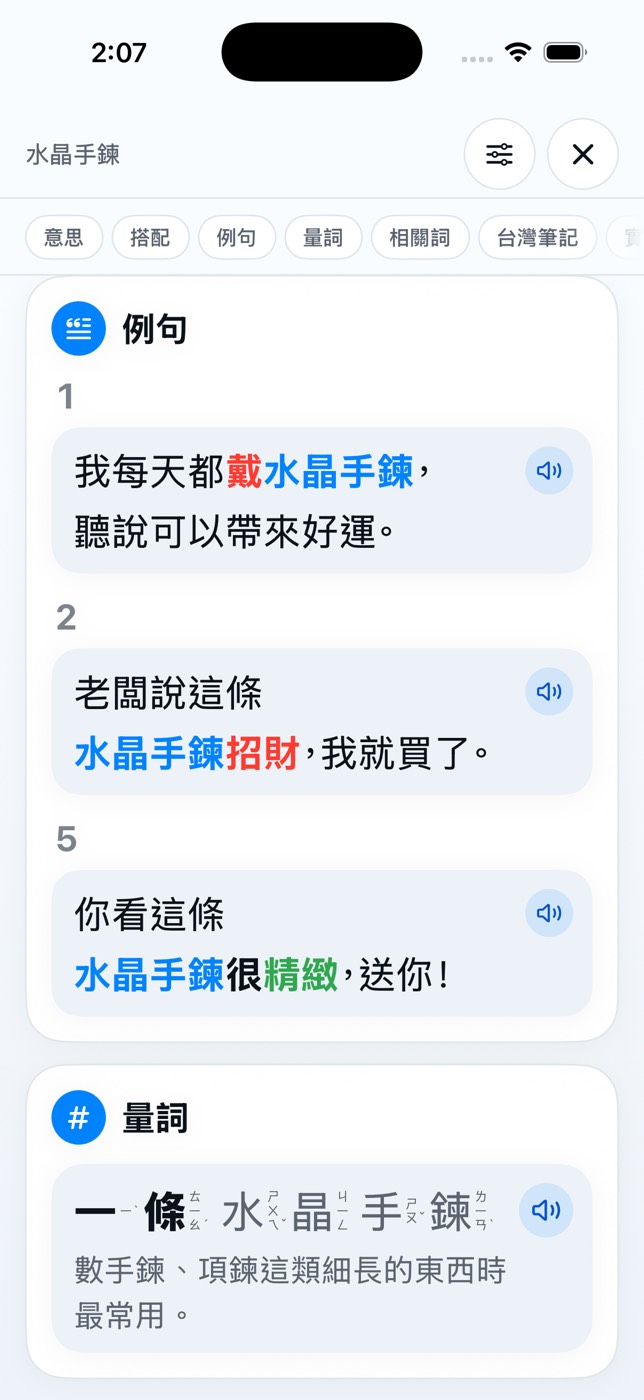 2:07
水晶手鍊
意思 搭配 例句 量詞 相關詞 台灣筆記
例句
1
我每天都戴水晶手鍊，
聽說可以帶來好運。
2
老闆說這條
水晶手鍊招財，我就買了。
5
你看這條
水晶手鍊很精緻，送你！
# 量詞
一ㄧˋ條ㄊㄧㄠˊ水ㄕㄨㄟˇ晶ㄐㄧㄥ手ㄕㄡˇ鍊ㄌㄧㄢˋ
數手鍊、項鍊這類細長的東西時
最常用。